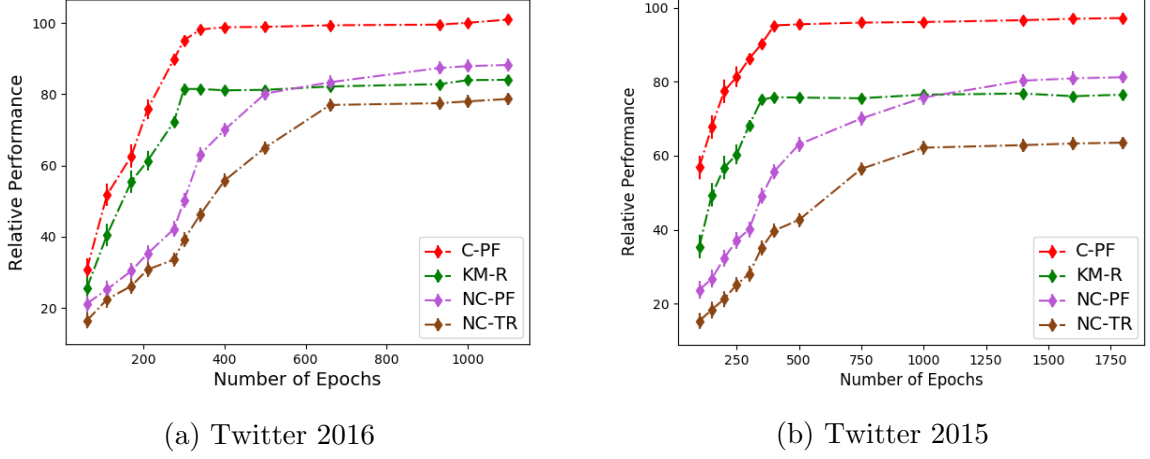 100
80
60
40
20
Relative Performance
C-PF
KM-R
NC-PF
NC-TR
200 400 600 800 1000
Number of Epochs
(a) Twitter 2016
100
80
60
40
20
Relative Performance
C-PF
KM-R
NC-PF
NC-TR
250 500 750 1000 1250 1500 1750
Number of Epochs
(b) Twitter 2015